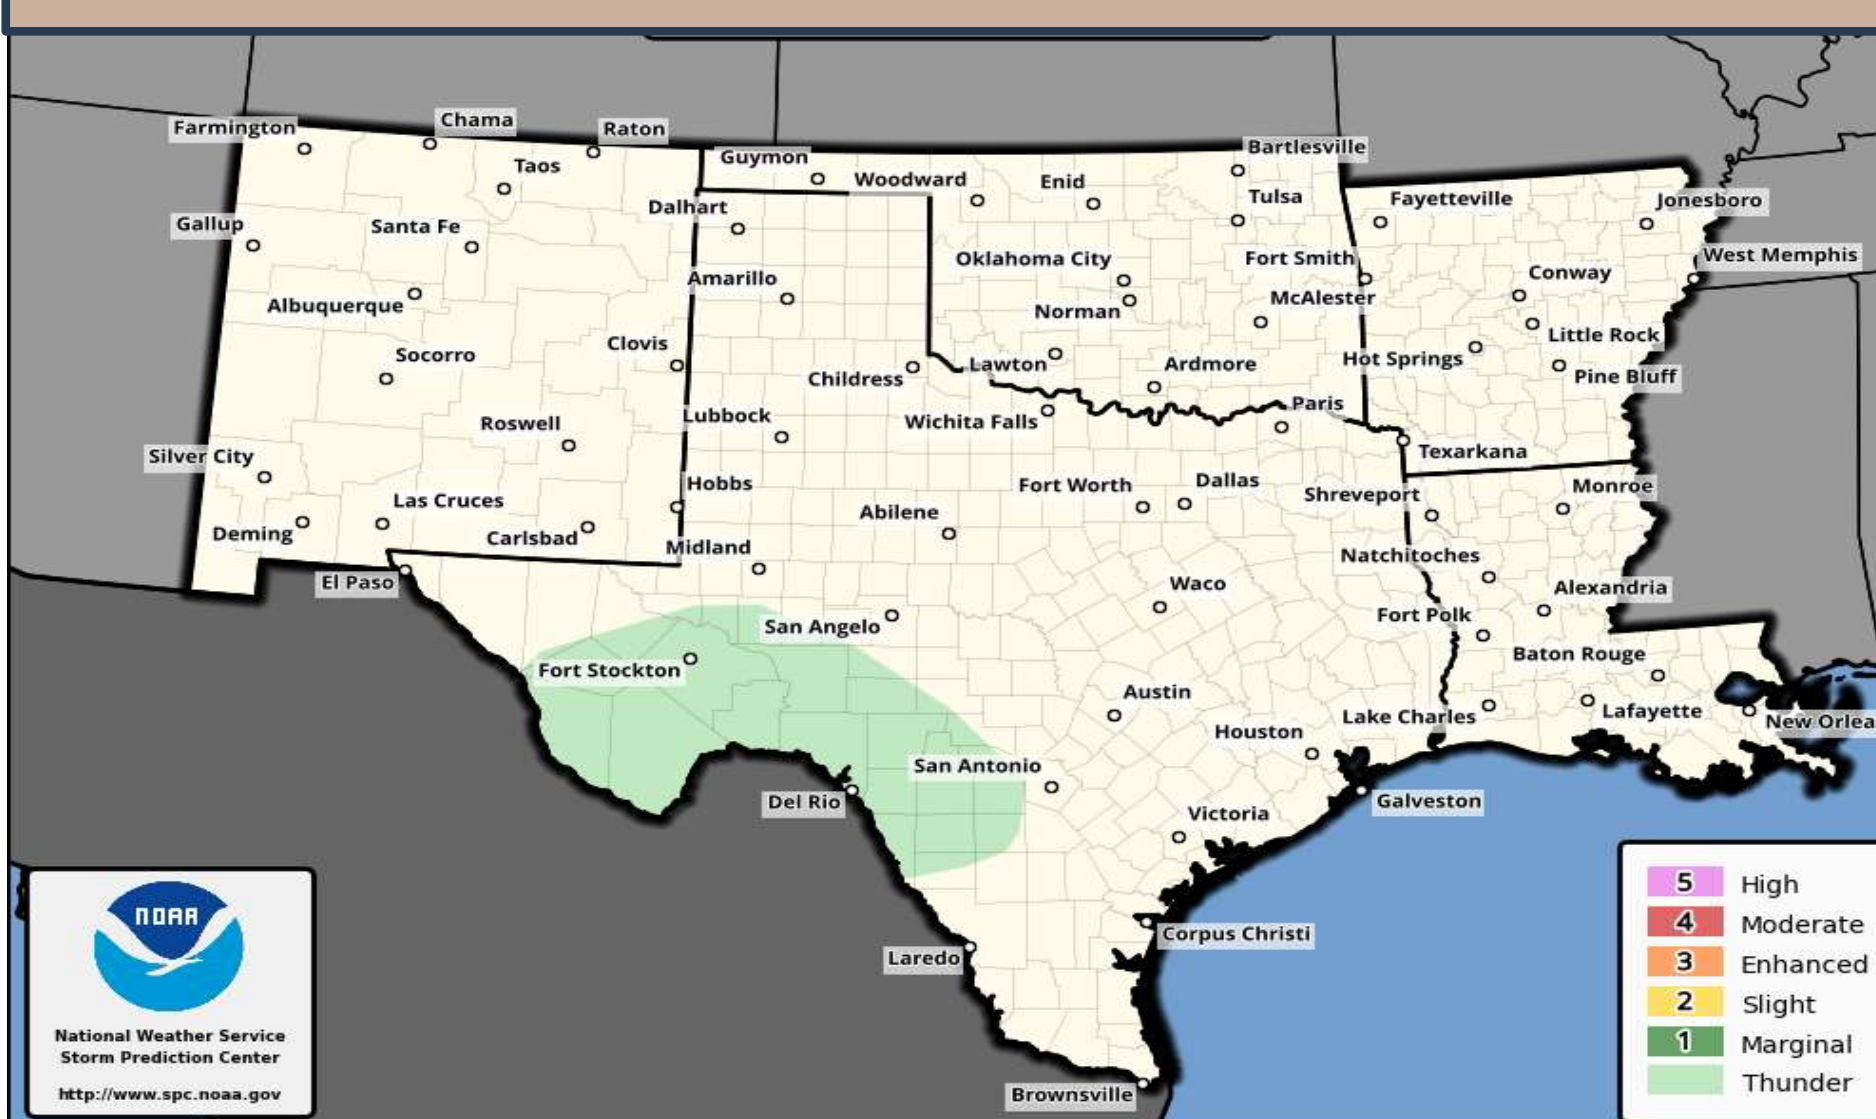 Farmington
Chama
Raton
Taos
Guymon
Woodward
Enid
Bartlesville
Tulsa
Fayetteville
Jonesboro
Gallup
Santa Fe
Dalhart
Amarillo
Oklahoma City
Fort Smith
Conway
West Memphis
Albuquerque
Norman
McAlester
Little Rock
Socorro
Clovis
Childress
Lawton
Ardmore
Hot Springs
Pine Bluff
Roswell
Lubbock
Wichita Falls
Paris
Texarkana
Silver City
Hobbs
Las Cruces
Fort Worth
Dallas
Shreveport
Monroe
Deming
Carlsbad
Abilene
Midland
El Paso
Natchitoches
Waco
Alexandria
San Angelo
Fort Polk
Fort Stockton
Baton Rouge
Austin
Lake Charles
Lafayette
New Orlea
Houston
San Antonio
Del Rio
Galveston
Victoria
Corpus Christi
Laredo
Brownsville
NOAA
National Weather Service
Storm Prediction Center
http://www.spc.noaa.gov
5 High
4 Moderate
3 Enhanced
2 Slight
1 Marginal
Thunder